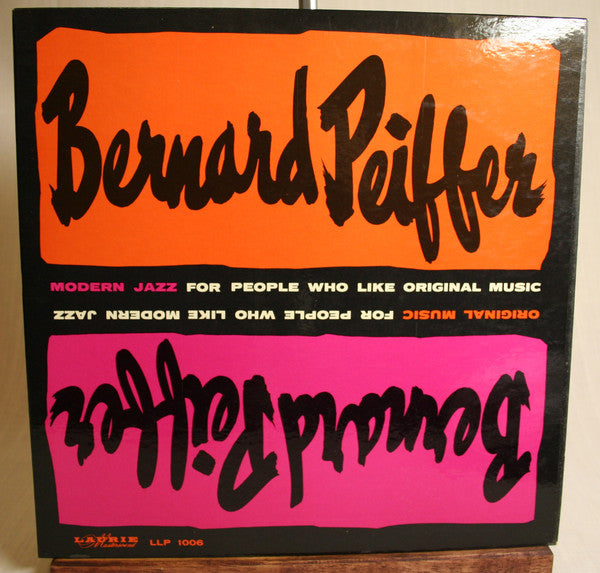 Bernard Peiffer
MODERN JAZZ FOR PEOPLE WHO LIKE ORIGINAL MUSIC
ORIGINAL MUSIC FOR PEOPLE WHO LIKE MODERN JAZZ
Bernard Peiffer
LAURIE
LLP 1006